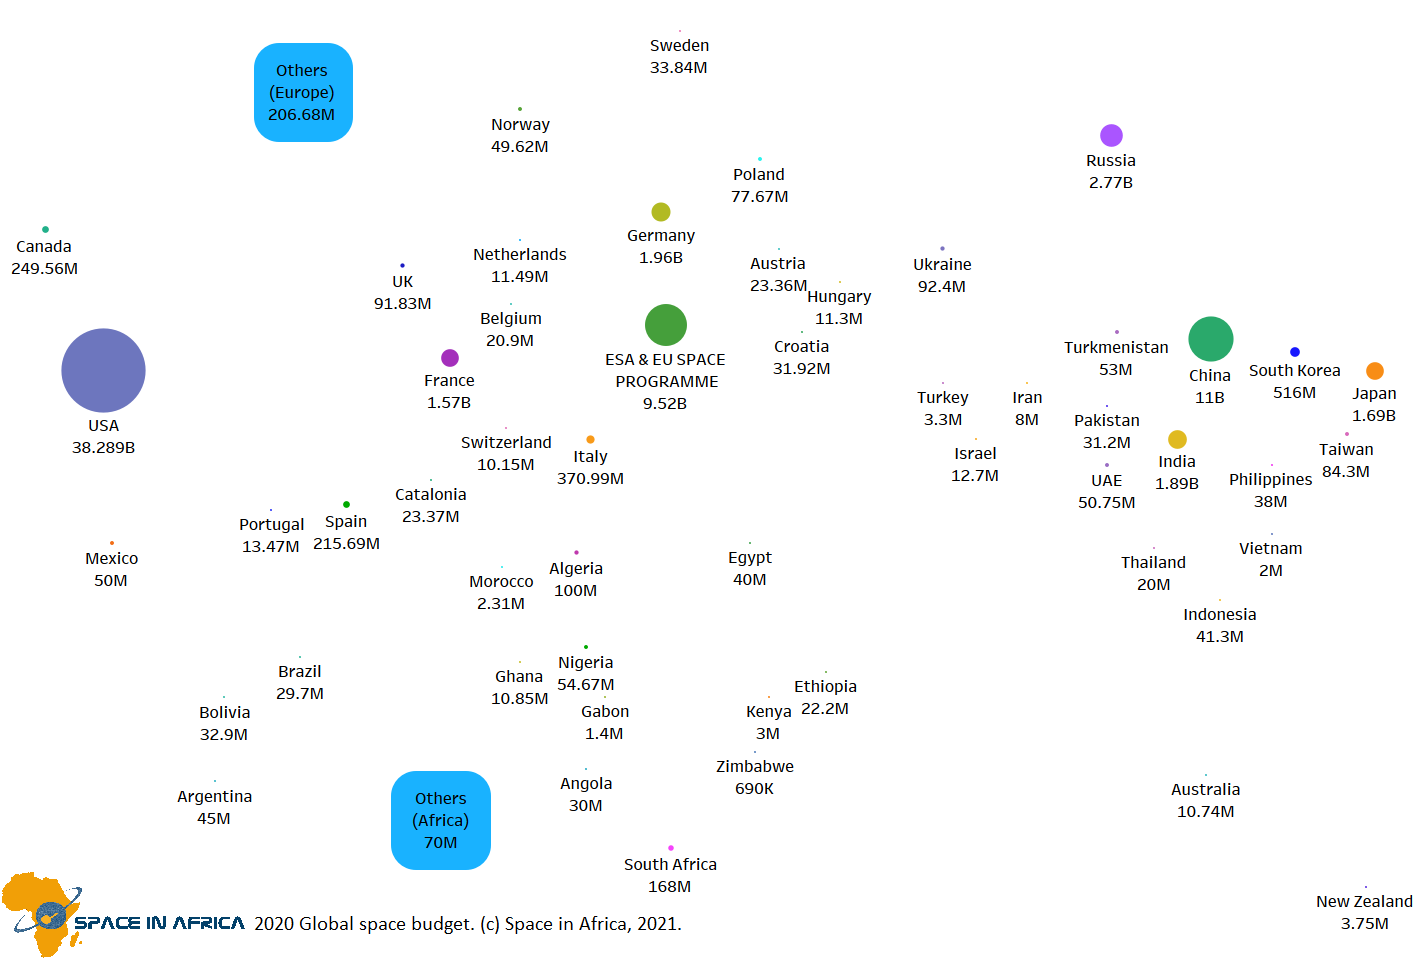 Sweden
33.84M
Others
(Europe)
206.68M
Norway
49.62M
Russia
2.77B
Poland
77.67M
Canada
249.56M
Germany
1.96B
Netherlands
11.49M
Austria
23.36M
Ukraine
92.4M
UK
91.83M
Hungary
11.3M
Belgium
20.9M
Croatia
31.92M
Turkmenistan
53M
ESA & EU SPACE
PROGRAMME
9.52B
China
11B
South Korea
516M
France
1.57B
Japan
1.69B
Turkey
3.3M
Iran
8M
USA
38.289B
Pakistan
31.2M
Switzerland
10.15M
Italy
370.99M
Israel
12.7M
India
1.89B
Taiwan
84.3M
UAE
50.75M
Philippines
38M
Catalonia
23.37M
Portugal
13.47M
Spain
215.69M
Mexico
50M
Morocco
2.31M
Algeria
100M
Egypt
40M
Thailand
20M
Vietnam
2M
Indonesia
41.3M
Brazil
29.7M
Ghana
10.85M
Nigeria
54.67M
Ethiopia
22.2M
Bolivia
32.9M
Gabon
1.4M
Kenya
3M
Zimbabwe
690K
Argentina
45M
Others
(Africa)
70M
Angola
30M
Australia
10.74M
South Africa
168M
New Zealand
3.75M
SPACE IN AFRICA
2020 Global space budget. (c) Space in Africa, 2021.